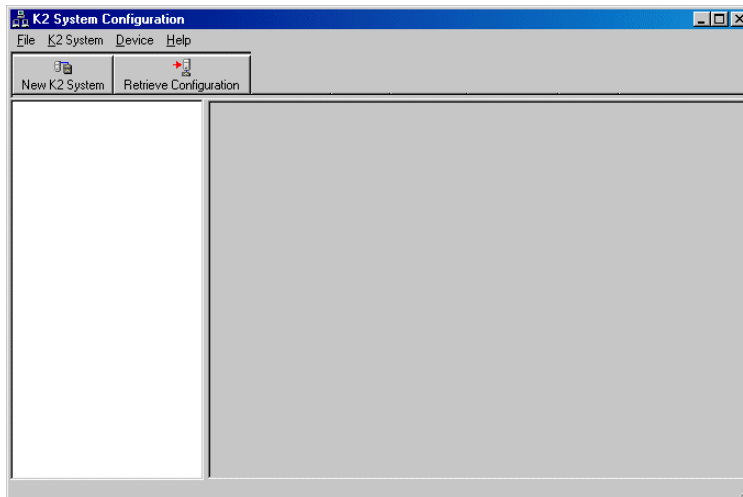 K2 System Configuration
File K2 System Device Help
New K2 System Retrieve Configuration